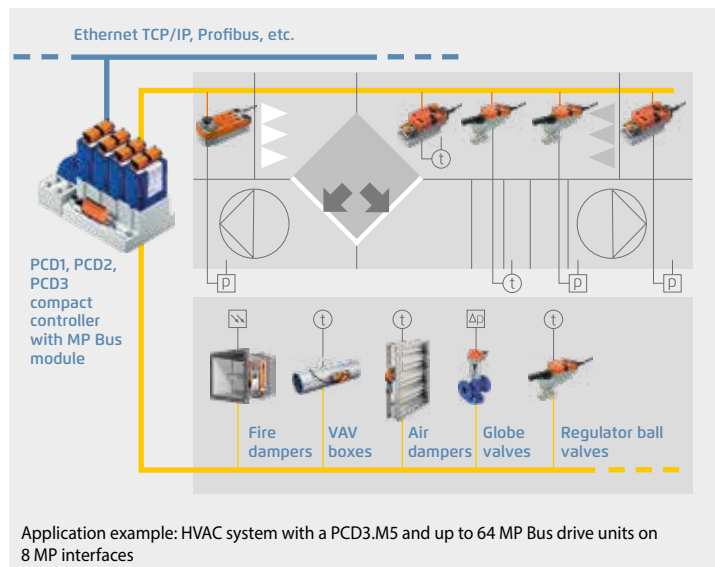 Ethernet TCP/IP, Profibus, etc.
t
p
t
p
p
PCD1, PCD2,
PCD3
compact
controller
with MP Bus
module
t
t
Δp
t
Fire
dampers
VAV
boxes
Air
dampers
Globe
valves
Regulator ball
valves
Application example: HVAC system with a PCD3.M5 and up to 64 MP Bus drive units on
8 MP interfaces